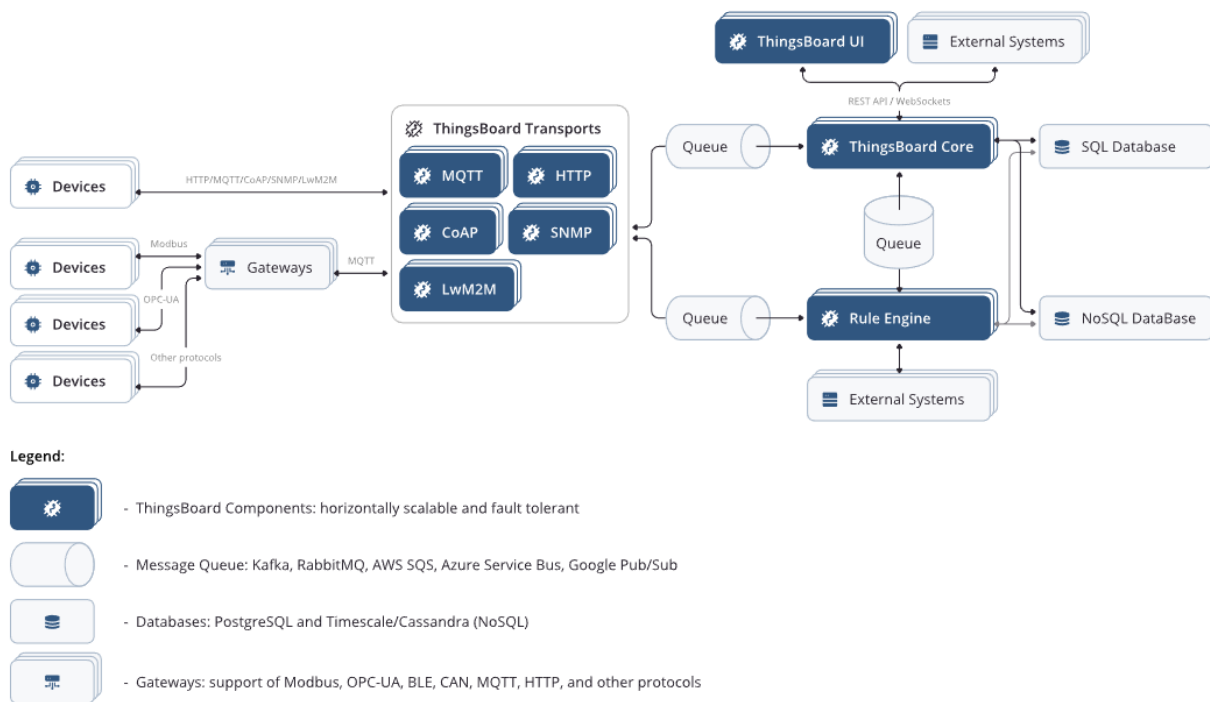 ThingsBoard UI
External Systems
REST API / WebSockets
ThingsBoard Transports
MQTT
HTTP
CoAP
SNMP
LwM2M
Queue
ThingsBoard Core
SQL Database
Devices
HTTP/MQTT/CoAP/SNMP/LwM2M
Queue
Devices
Modbus
Gateways
MQTT
OPC-UA
Devices
Other protocols
Devices
Queue
Rule Engine
NoSQL DataBase
External Systems
Legend:
- ThingsBoard Components: horizontally scalable and fault tolerant
- Message Queue: Kafka, RabbitMQ, AWS SQS, Azure Service Bus, Google Pub/Sub
- Databases: PostgreSQL and Timescale/Cassandra (NoSQL)
- Gateways: support of Modbus, OPC-UA, BLE, CAN, MQTT, HTTP, and other protocols